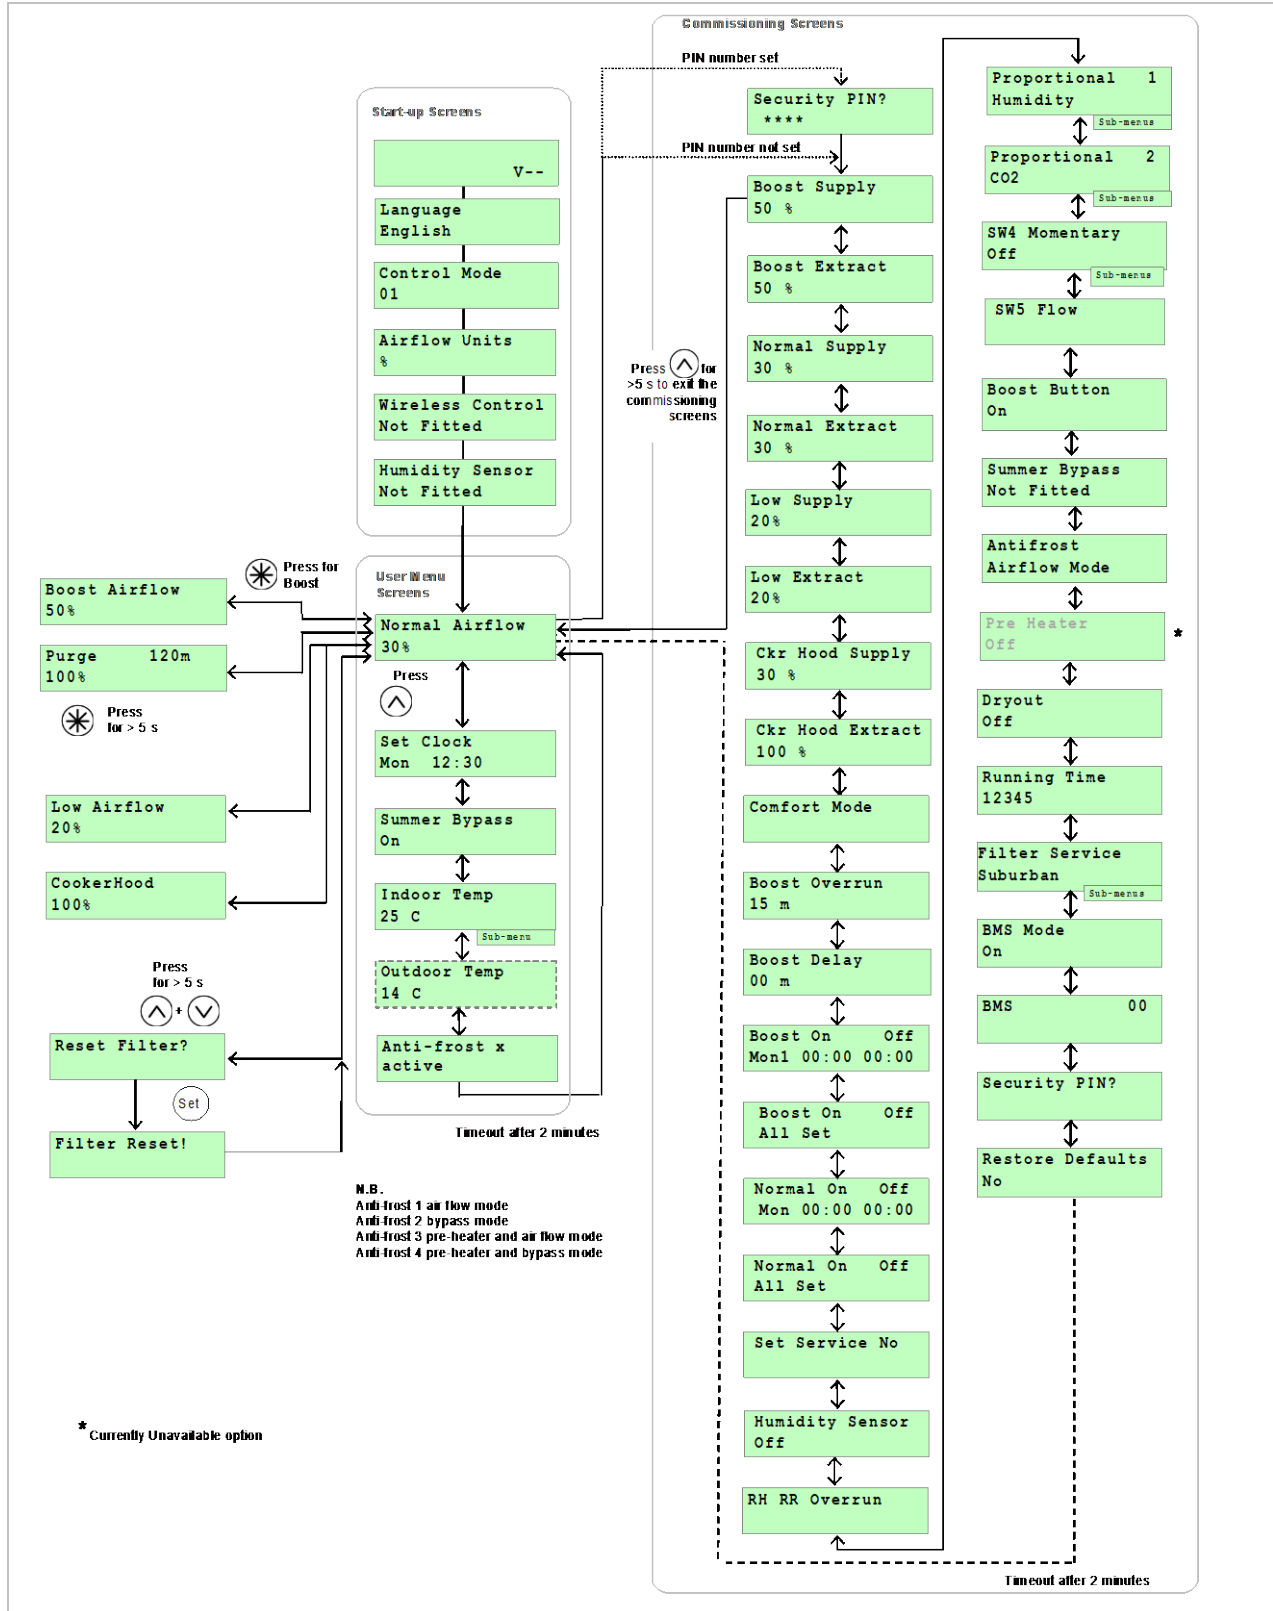 Commissioning Screens
PIN number set
Security PIN?
****
PIN number not set
Boost Supply
50 %
Boost Extract
50 %
Normal Supply
30 %
Press for
>5 s to exit the
commissioning
screens
Normal Extract
30 %
Low Supply
20%
Low Extract
20%
Ckr Hood Supply
30 %
Ckr Hood Extract
100 %
Comfort Mode
Boost Overrun
15 m
Boost Delay
00 m
Boost On Off
Mon1 00:00 00:00
Boost On Off
All Set
Normal On Off
Mon 00:00 00:00
Normal On Off
All Set
Set Service No
Humidity Sensor
Off
RH RR Overrun
Proportional 1
Humidity
Sub-menus
Proportional 2
CO2
Sub-menus
SW4 Momentary
Off
Sub-menus
SW5 Flow
Boost Button
On
Summer Bypass
Not Fitted
Antifrost
Airflow Mode
Pre Heater
Off
*
Dryout
Off
Running Time
12345
Filter Service
Suburban
Sub-menus
BMS Mode
On
BMS 00
Security PIN?
Restore Defaults
No
Timeout after 2 minutes
Start-up Screens
V--
Language
English
Control Mode
01
Airflow Units
%
Wireless Control
Not Fitted
Humidity Sensor
Not Fitted
User Menu
Screens
Normal Airflow
30%
Press
Set Clock
Mon 12:30
Summer Bypass
On
Indoor Temp
25 C
Sub-menu
Outdoor Temp
14 C
Anti-frost x
active
Timeout after 2 minutes
Press for
Boost
Boost Airflow
50%
Purge 120m
100%
Press
for > 5 s
Low Airflow
20%
CookerHood
100%
Press
for > 5 s
+
Reset Filter?
Set
Filter Reset!
N.B.
Anti-frost 1 air flow mode
Anti-frost 2 bypass mode
Anti-frost 3 pre-heater and air flow mode
Anti-frost 4 pre-heater and bypass mode
* Currently Unavailable option